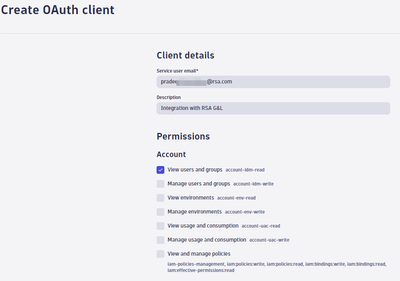 Create OAuth client
Client details
Service user email*
@rsa.com
Description
Integration with RSA G&L
Permissions
Account
View users and groups account-idm-read
Manage users and groups account-idm-write
View environments account-env-read
Manage environments account-env-write
View usage and consumption account-uac-read
Manage usage and consumption account-uac-write
View and manage policies
iam-policies-management, iam:policies:write, iam:policies:read, iam:bindings:write, iam:bindings:read,
iam:effective-permissions:read